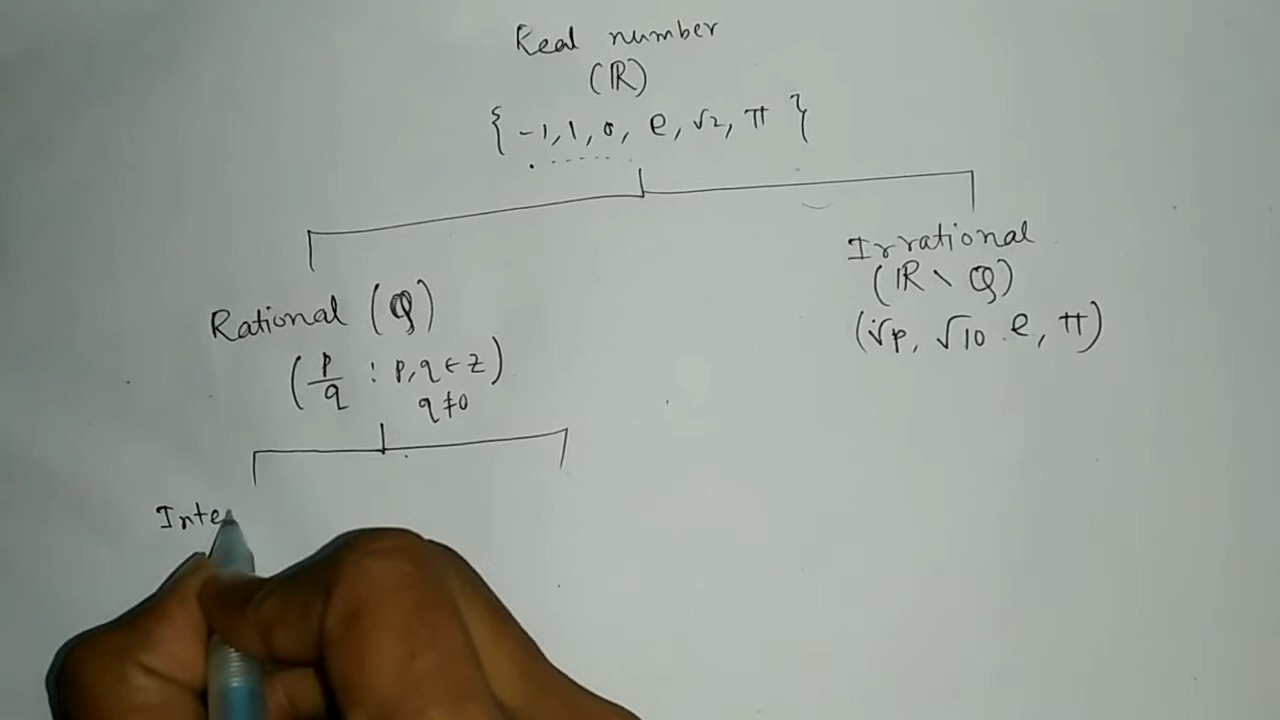 Real number
(ℝ)
{ -1, 1, 0, e, √2, π }
Irrational
(ℝ \ ℚ)
(√p, √10 . e, π)
Rational (ℚ)
(p/q : p, q ∈ z)
q ≠ 0
Inte